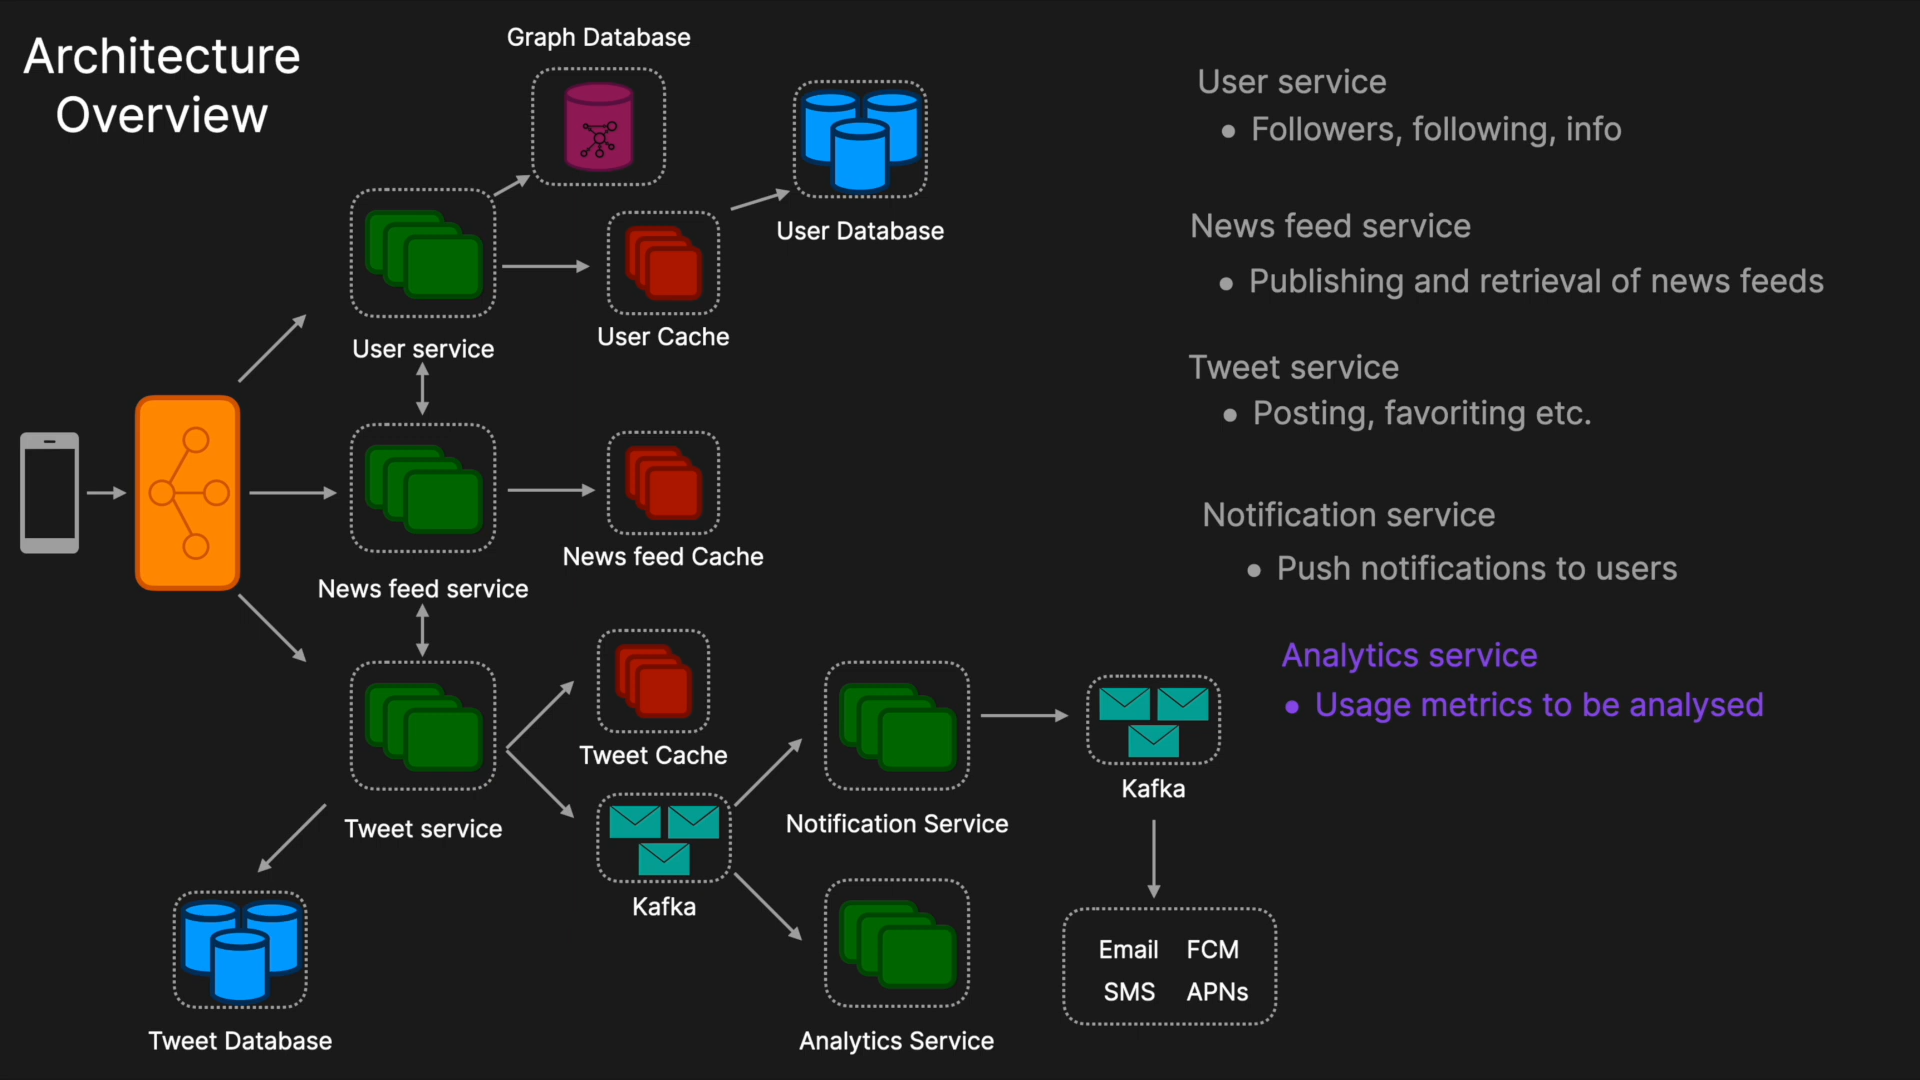 Architecture
Overview
Graph Database
User Database
User service
User Cache
News feed service
News feed Cache
Tweet service
Tweet Cache
Kafka
Tweet Database
Notification Service
Analytics Service
Kafka
Email FCM
SMS APNs
User service
• Followers, following, info
News feed service
• Publishing and retrieval of news feeds
Tweet service
• Posting, favoriting etc.
Notification service
• Push notifications to users
Analytics service
• Usage metrics to be analysed